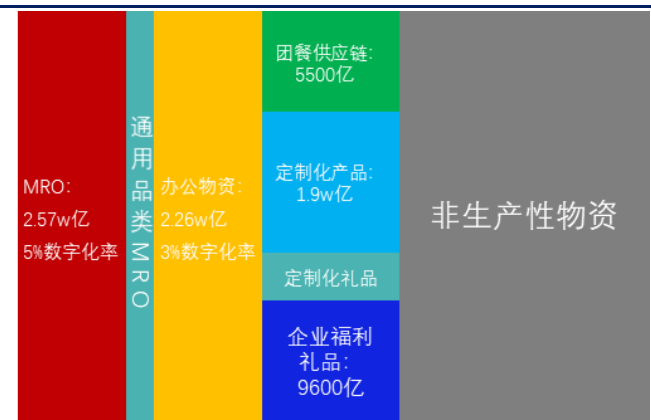 MRO:
2.57w亿
5%数字化率
通用品类MRO
办公物资:
2.26w亿
3%数字化率
团餐供应链:
5500亿
定制化产品:
1.9w亿
定制化礼品
企业福利
礼品:
9600亿
非生产性物资